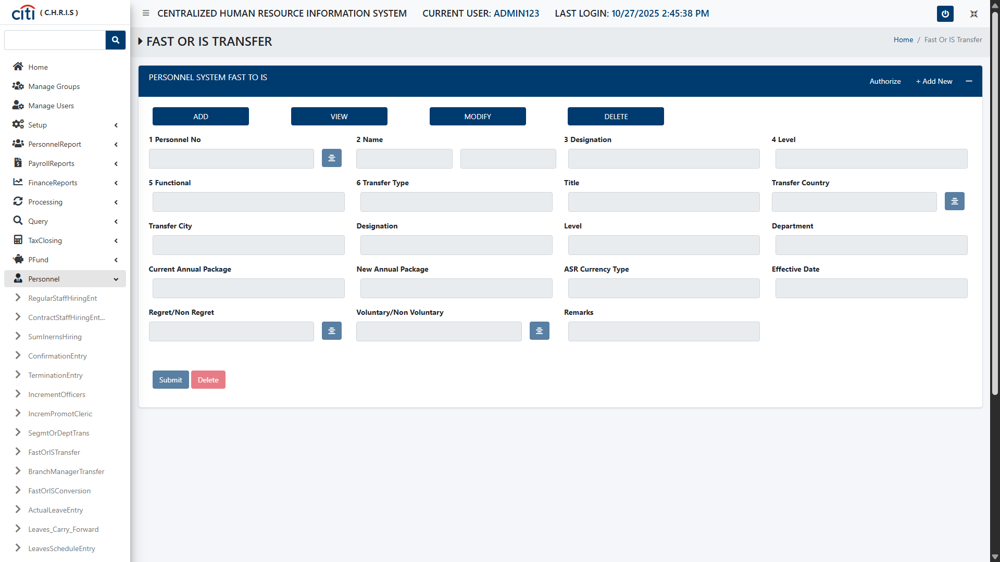 citi ( C.H.R.I.S )
CENTRALIZED HUMAN RESOURCE INFORMATION SYSTEM CURRENT USER: ADMIN123 LAST LOGIN: 10/27/2025 2:45:38 PM
FAST OR IS TRANSFER
Home / Fast Or IS Transfer
Home
Manage Groups
Manage Users
Setup
PersonnelReport
PayrollReports
FinanceReports
Processing
Query
TaxClosing
PFund
Personnel
RegularStaffHiringEnt
ContractStaffHiringEnt...
SumInernsHiring
ConfirmationEntry
TerminationEntry
IncrementOfficers
IncremPromotCleric
SegmtOrDeptTrans
FastOrISTransfer
BranchManagerTransfer
FastOrISConversion
ActualLeaveEntry
Leaves_Carry_Forward
LeavesScheduleEntry
PERSONNEL SYSTEM FAST TO IS
Authorize + Add New
ADD VIEW MODIFY DELETE
1 Personnel No 2 Name 3 Designation 4 Level
5 Functional 6 Transfer Type Title Transfer Country
Transfer City Designation Level Department
Current Annual Package New Annual Package ASR Currency Type Effective Date
Regret/Non Regret Voluntary/Non Voluntary Remarks
Submit Delete